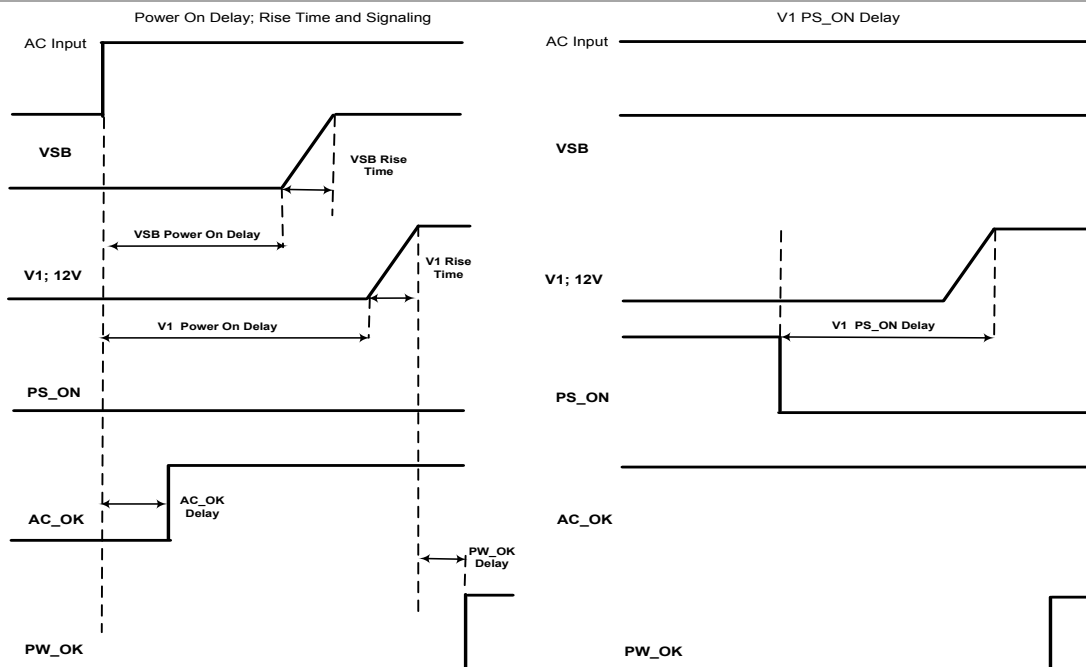 Power On Delay; Rise Time and Signaling
AC Input
VSB
VSB Rise
Time
VSB Power On Delay
V1; 12V
V1 Rise
Time
V1 Power On Delay
PS_ON
AC_OK
Delay
AC_OK
PW_OK
Delay
PW_OK
V1 PS_ON Delay
AC Input
VSB
V1; 12V
V1 PS_ON Delay
PS_ON
AC_OK
PW_OK